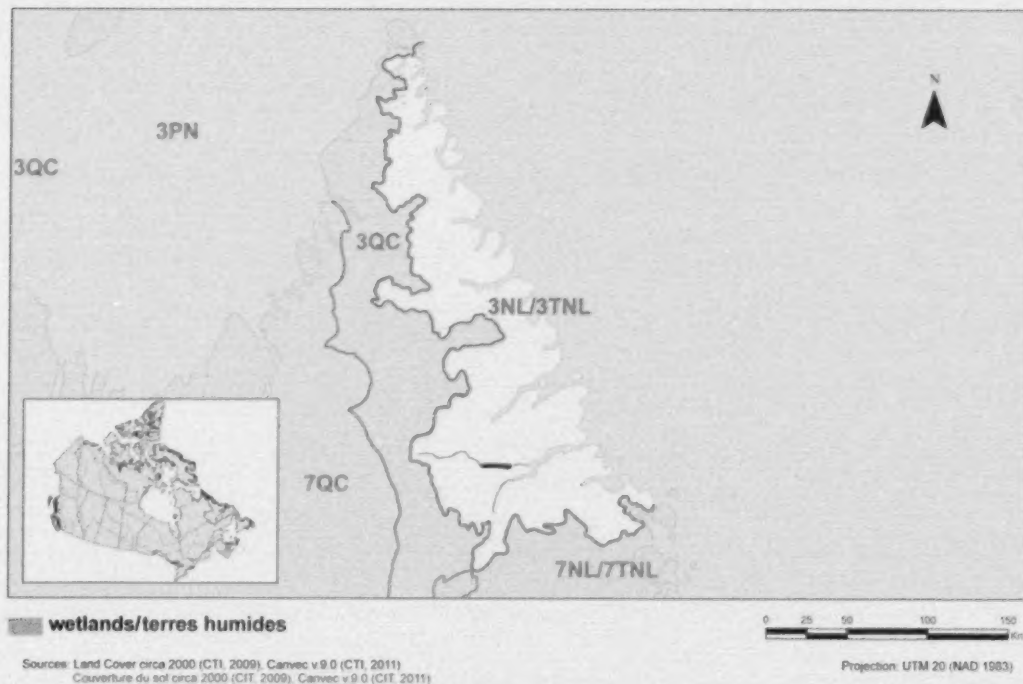 N
3PN
3QC
3QC
3NL/3TNL
7QC
7NL/7TNL
wetlands/terres humides
0 25 50 100 150
Km
Sources: Land Cover circa 2000 (CTI, 2009), Canvec v.9.0 (CTI, 2011)
Couverture du sol circa 2000 (CIT, 2009), Canvec v.9.0 (CIT, 2011)
Projection: UTM 20 (NAD 1983)